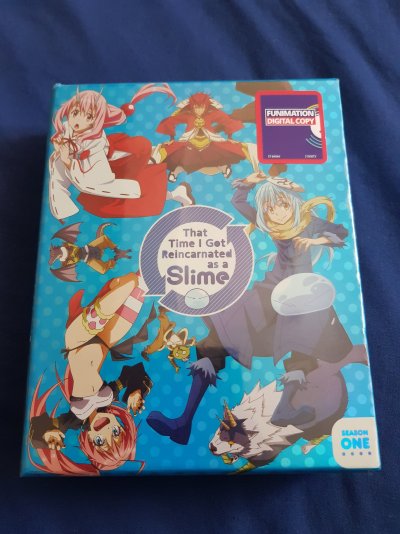 FUNIMATION
DIGITAL COPY
That
Time I Got
Reincarnated
as a
Slime
SEASON
ONE